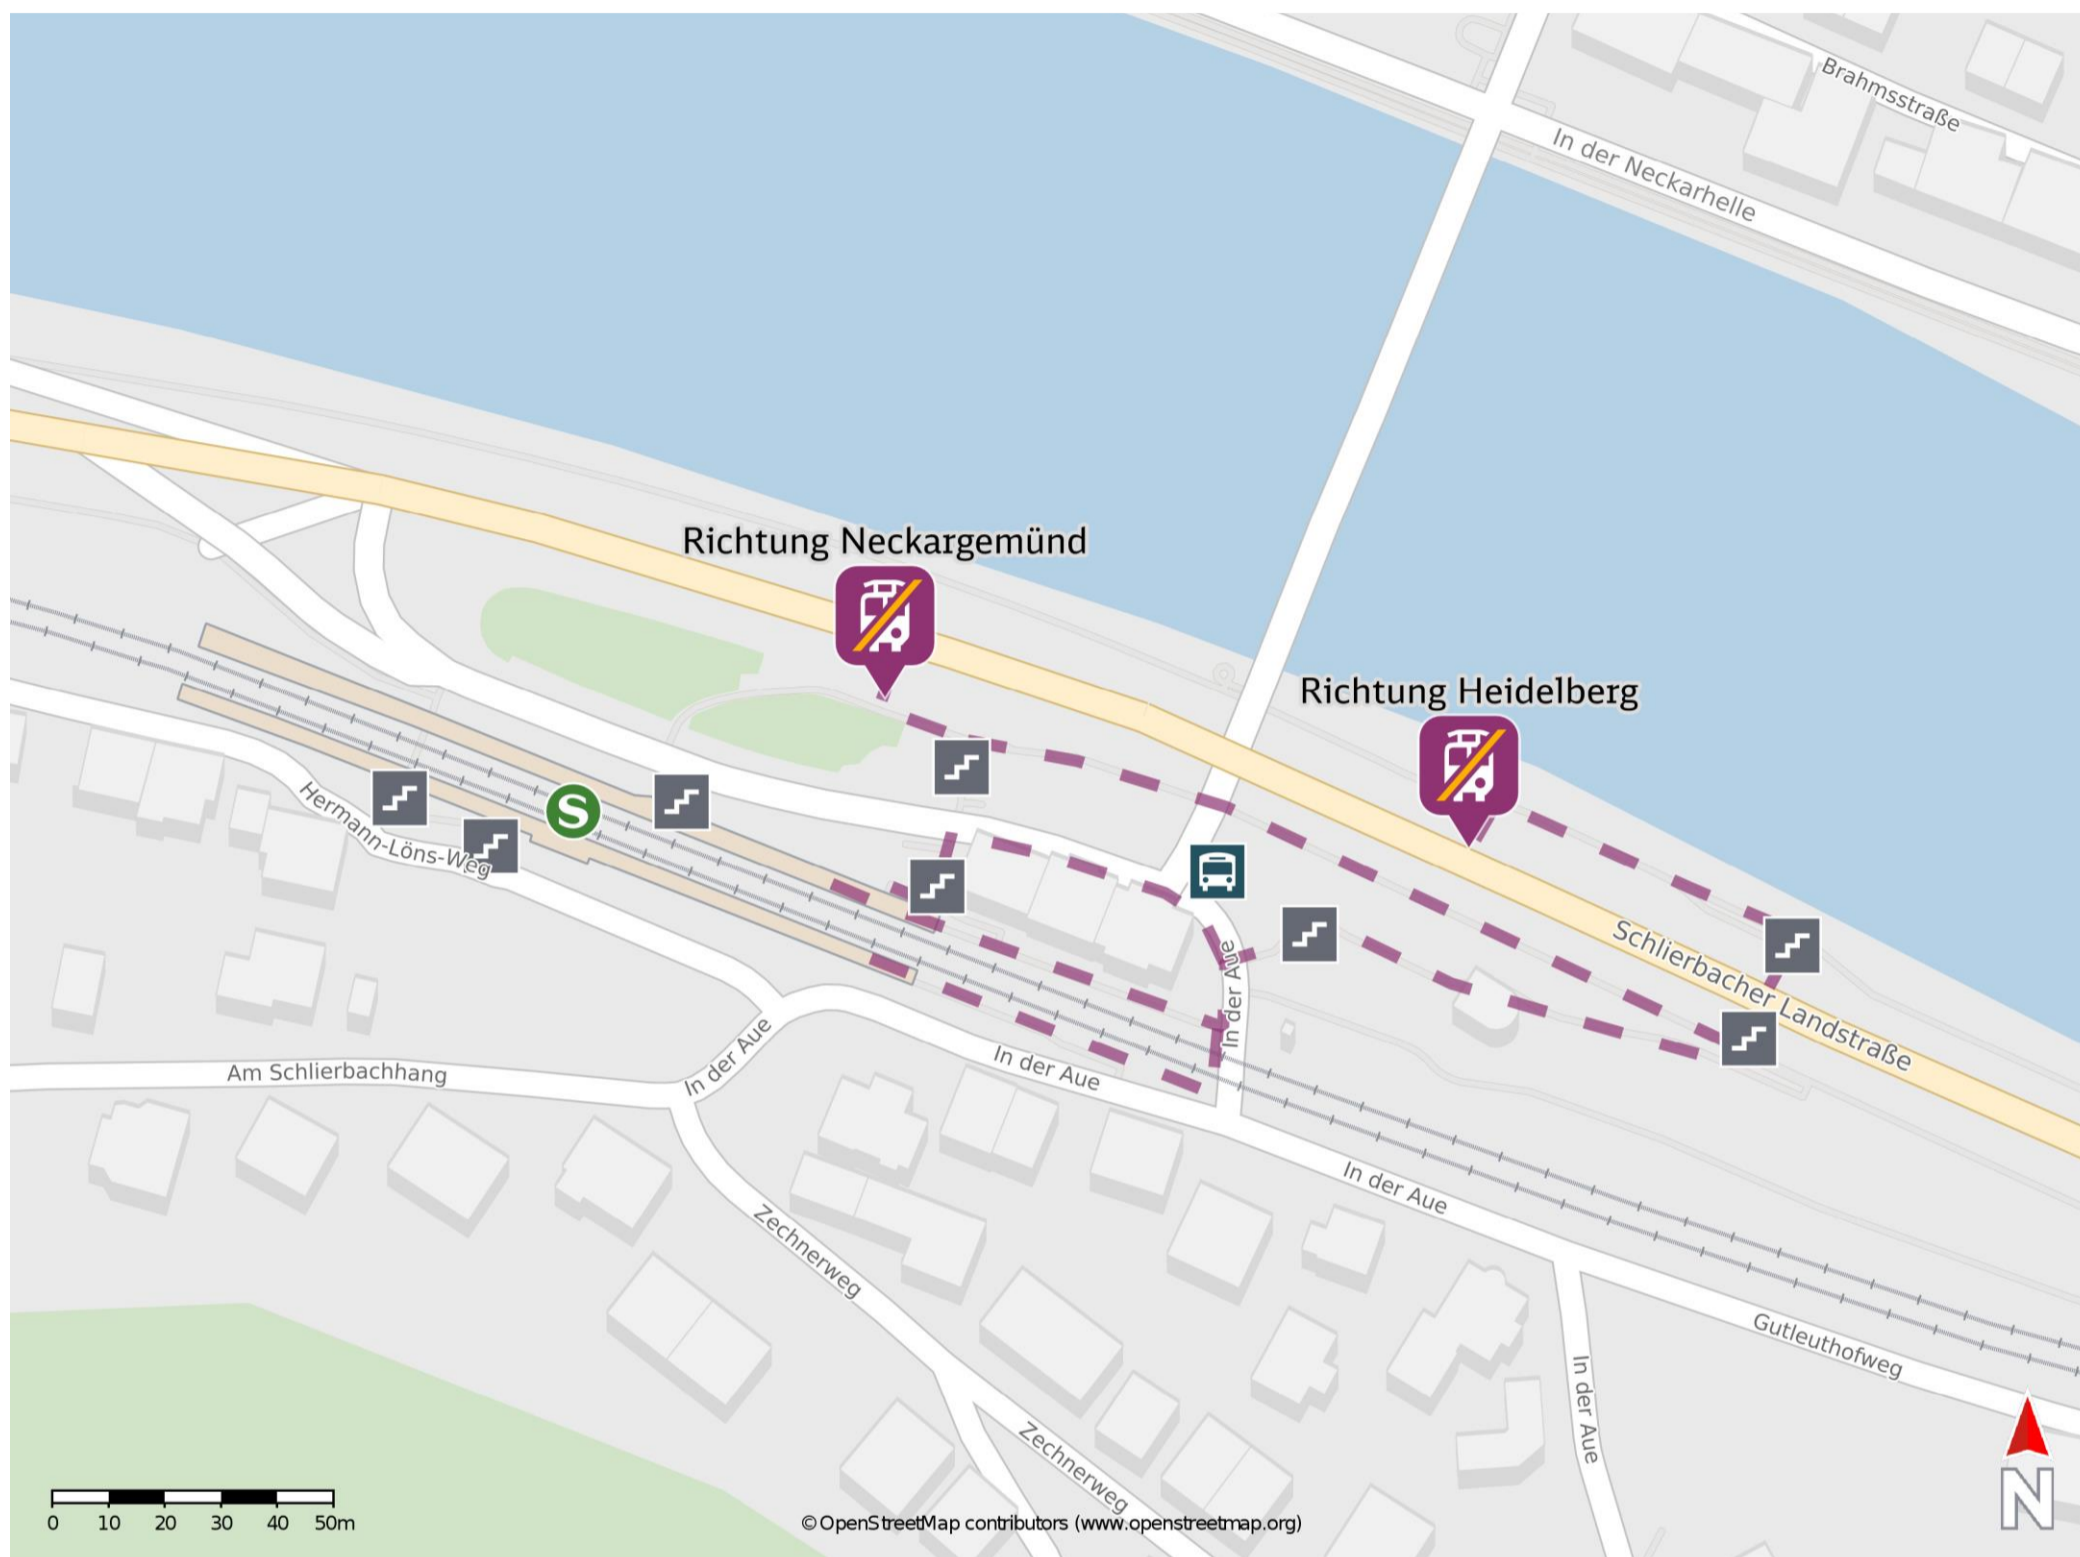 Brahmsstraße
In der Neckarhelle
Richtung Neckargemünd
Richtung Heidelberg
S
Hermann-Löns-Weg
Schlierbacher Landstraße
In der Aue
In der Aue
In der Aue
Am Schlierbachhang
In der Aue
Zechnerweg
Gutleuthofweg
In der Aue
Zechnerweg
N
0 10 20 30 40 50m
© OpenStreetMap contributors (www.openstreetmap.org)